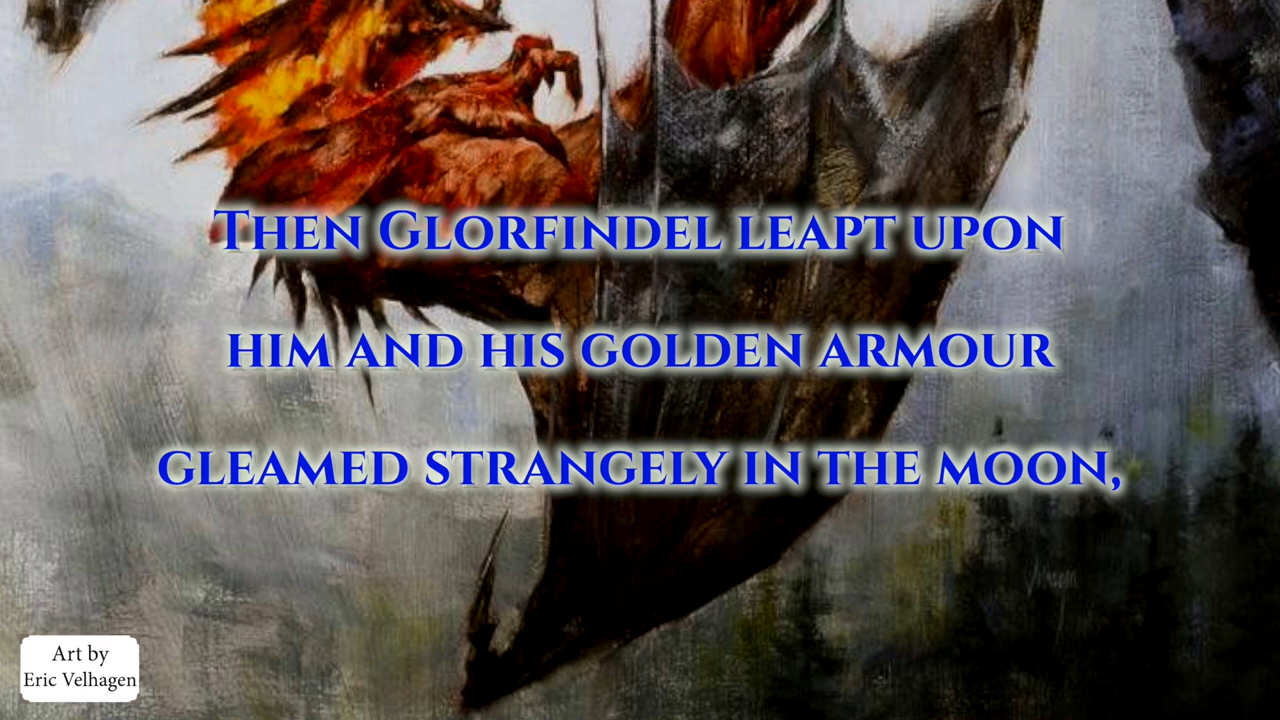 Then Glorfindel leapt upon
him and his golden armour
gleamed strangely in the moon,
Art by
Eric Velhagen